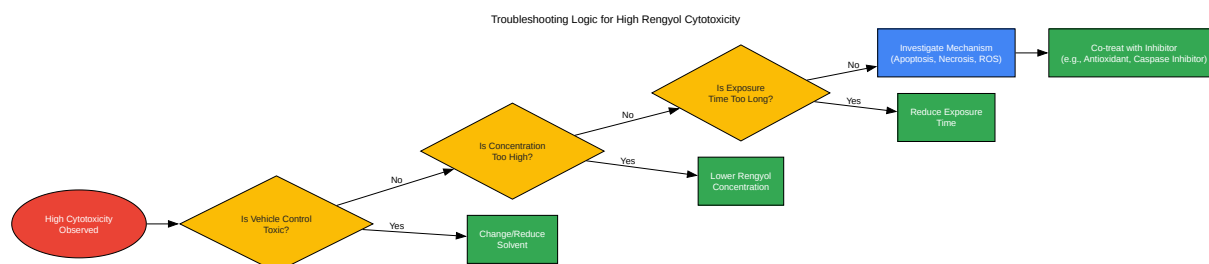 Troubleshooting Logic for High Rengyol Cytotoxicity
High Cytotoxicity
Observed
Is Vehicle Control
Toxic?
Yes
Change/Reduce
Solvent
No
Is Concentration
Too High?
Yes
Lower Rengyol
Concentration
No
Is Exposure
Time Too Long?
Yes
Reduce Exposure
Time
No
Investigate Mechanism
(Apoptosis, Necrosis, ROS)
Co-treat with Inhibitor
(e.g., Antioxidant, Caspase Inhibitor)